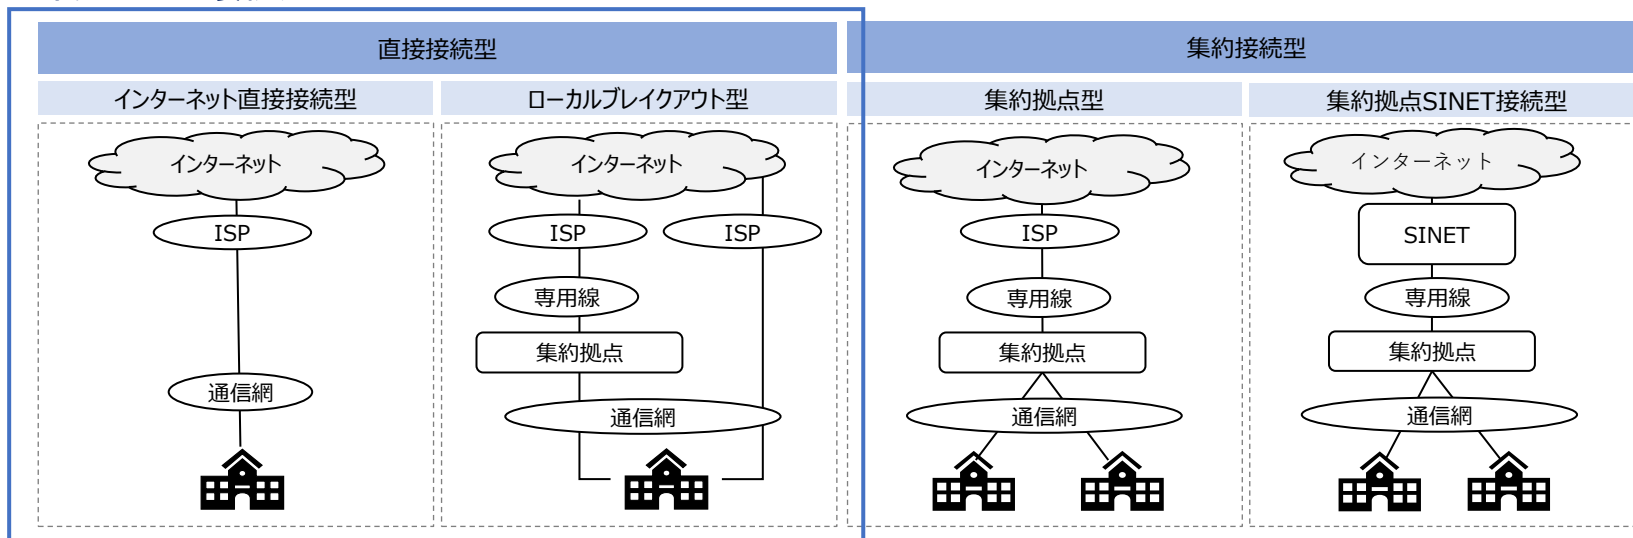 直接接続型
集約接続型
インターネット直接接続型
ローカルブレイクアウト型
集約拠点型
集約拠点SINET接続型
インターネット
ISP
通信網
インターネット
ISP
ISP
専用線
集約拠点
通信網
インターネット
ISP
専用線
集約拠点
通信網
インターネット
SINET
専用線
集約拠点
通信網